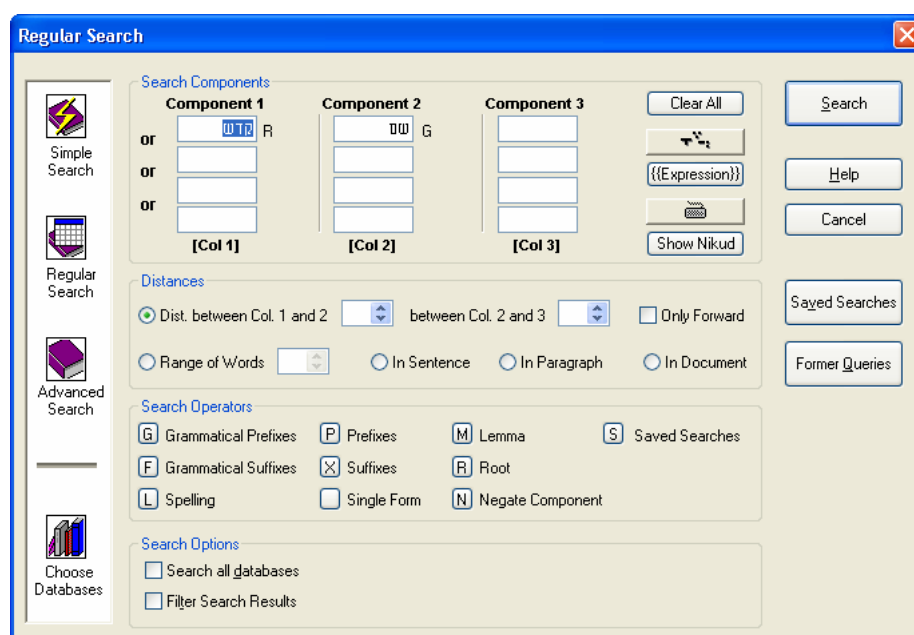 Regular Search
Simple
Search
Regular
Search
Advanced
Search
Choose
Databases
Search Components
Component 1 Component 2 Component 3
קדש R שם G
or
or
or
[Col 1] [Col 2] [Col 3]
Clear All
{{Expression}}
Show Nikud
Distances
Dist. between Col. 1 and 2 between Col. 2 and 3 Only Forward
Range of Words In Sentence In Paragraph In Document
Search Operators
G Grammatical Prefixes P Prefixes M Lemma S Saved Searches
F Grammatical Suffixes X Suffixes R Root
L Spelling Single Form N Negate Component
Search Options
Search all databases
Filter Search Results
Search
Help
Cancel
Saved Searches
Former Queries